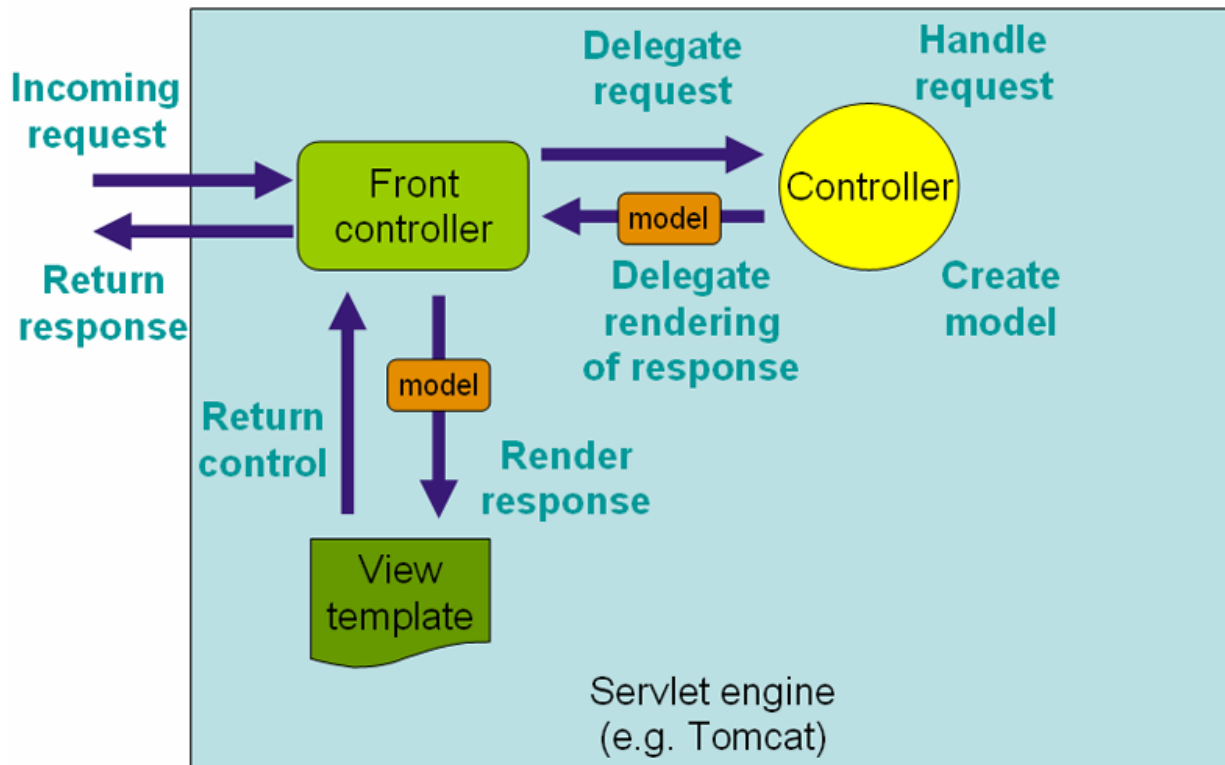 Incoming
request
Return
response
Front
controller
Delegate
request
Handle
request
Controller
model
Delegate
rendering
of response
Create
model
model
Return
control
Render
response
View
template
Servlet engine
(e.g. Tomcat)